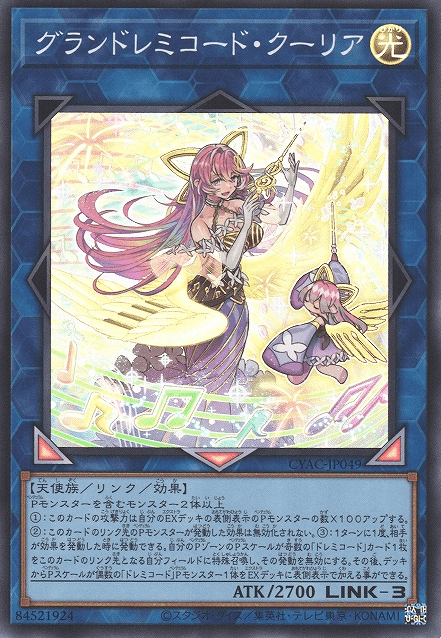 グランドレミコード・クーリア
光
CYAC-JP049
【天使族/リンク/効果】
Pモンスターを含むモンスター2体以上
①:このカードの攻撃力は自分のEXデッキの表側表示のPモンスターの数×100アップする。
②:このカードのリンク先のPモンスターが発動した効果は無効化されない。③:1ターンに1度、相手
が効果を発動した時に発動できる。自分のPゾーンのPスケールが奇数の「ドレミコード」カード1枚
をこのカードのリンク先となる自分フィールドに特殊召喚し、その発動を無効にする。その後、デッキ
からPスケールが偶数の「ドレミコード」Pモンスター1体をEXデッキに表側表示で加える事ができる。
ATK/2700 LINK-3
84521924 ©スタジオ・ダイス/集英社・テレビ東京・KONAMI